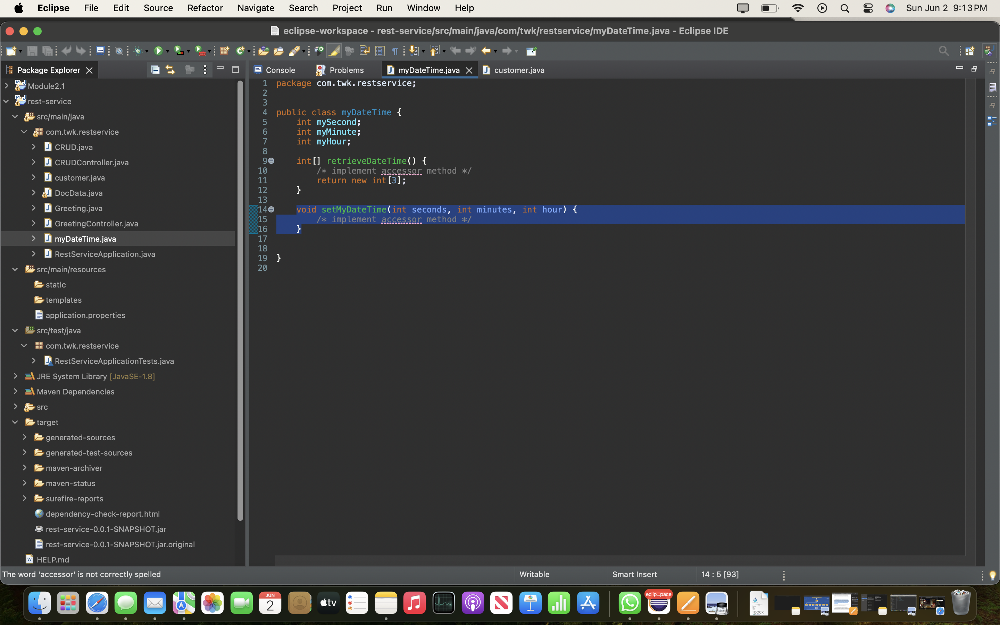 Eclipse File Edit Source Refactor Navigate Search Project Run Window Help Sun Jun 2 9:13 PM
eclipse-workspace - rest-service/src/main/java/com/twk/restservice/myDateTime.java - Eclipse IDE
Package Explorer
Console Problems myDateTime.java customer.java
Module2.1
rest-service
src/main/java
com.twk.restservice
CRUD.java
CRUDController.java
customer.java
DocData.java
Greeting.java
GreetingController.java
myDateTime.java
RestServiceApplication.java
src/main/resources
static
templates
application.properties
src/test/java
com.twk.restservice
RestServiceApplicationTests.java
JRE System Library [JavaSE-1.8]
Maven Dependencies
src
target
generated-sources
generated-test-sources
maven-archiver
maven-status
surefire-reports
dependency-check-report.html
rest-service-0.0.1-SNAPSHOT.jar
rest-service-0.0.1-SNAPSHOT.jar.original
HELP.md
1 package com.twk.restservice;
2
3
4 public class myDateTime {
5 int mySecond;
6 int myMinute;
7 int myHour;
8
9 int[] retrieveDateTime() {
10 /* implement accessor method */
11 return new int[3];
12 }
13
14 void setMyDateTime(int seconds, int minutes, int hour) {
15 /* implement accessor method */
16 }
17
18
19 }
20
The word 'accessor' is not correctly spelled Writable Smart Insert 14 : 5 [93]
JUN
2
tv
eclip...pace
DOCX